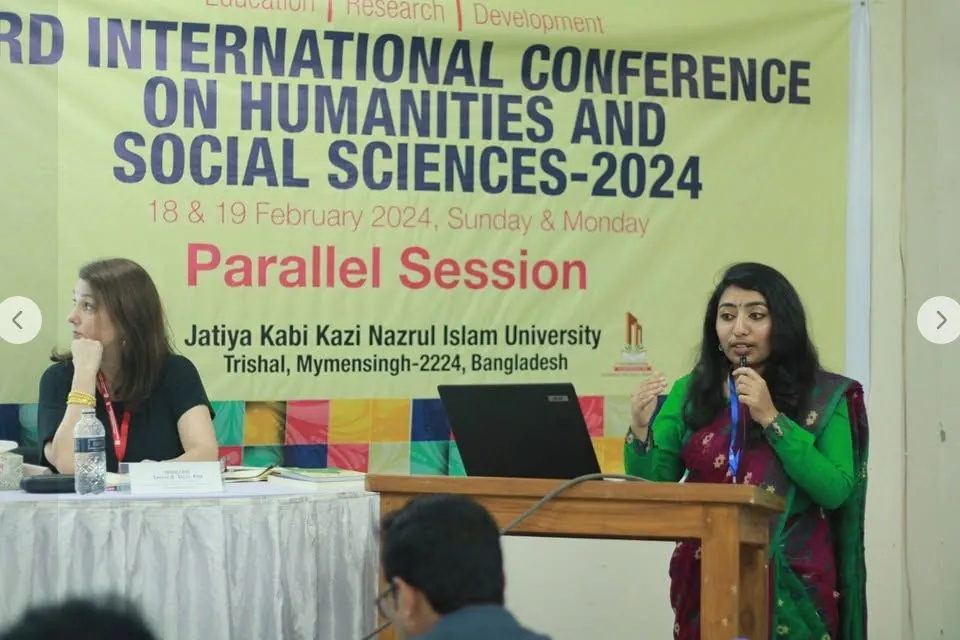 Education | Research | Development
RD INTERNATIONAL CONFERENCE
ON HUMANITIES AND
SOCIAL SCIENCES-2024
18 & 19 February 2024, Sunday & Monday
Parallel Session
Jatiya Kabi Kazi Nazrul Islam University
Trishal, Mymensingh-2224, Bangladesh